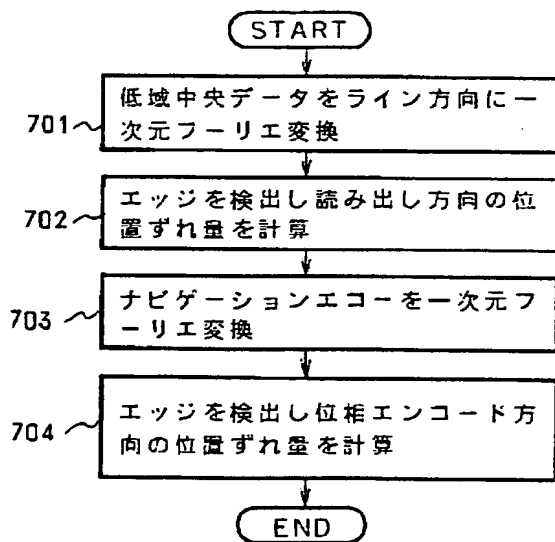 START
701
低域中央データをライン方向に一
次元フーリエ変換
702
エッジを検出し読み出し方向の位
置ずれ量を計算
703
ナビゲーションエコーを一次元フ
ーリエ変換
704
エッジを検出し位相エンコード方
向の位置ずれ量を計算
END